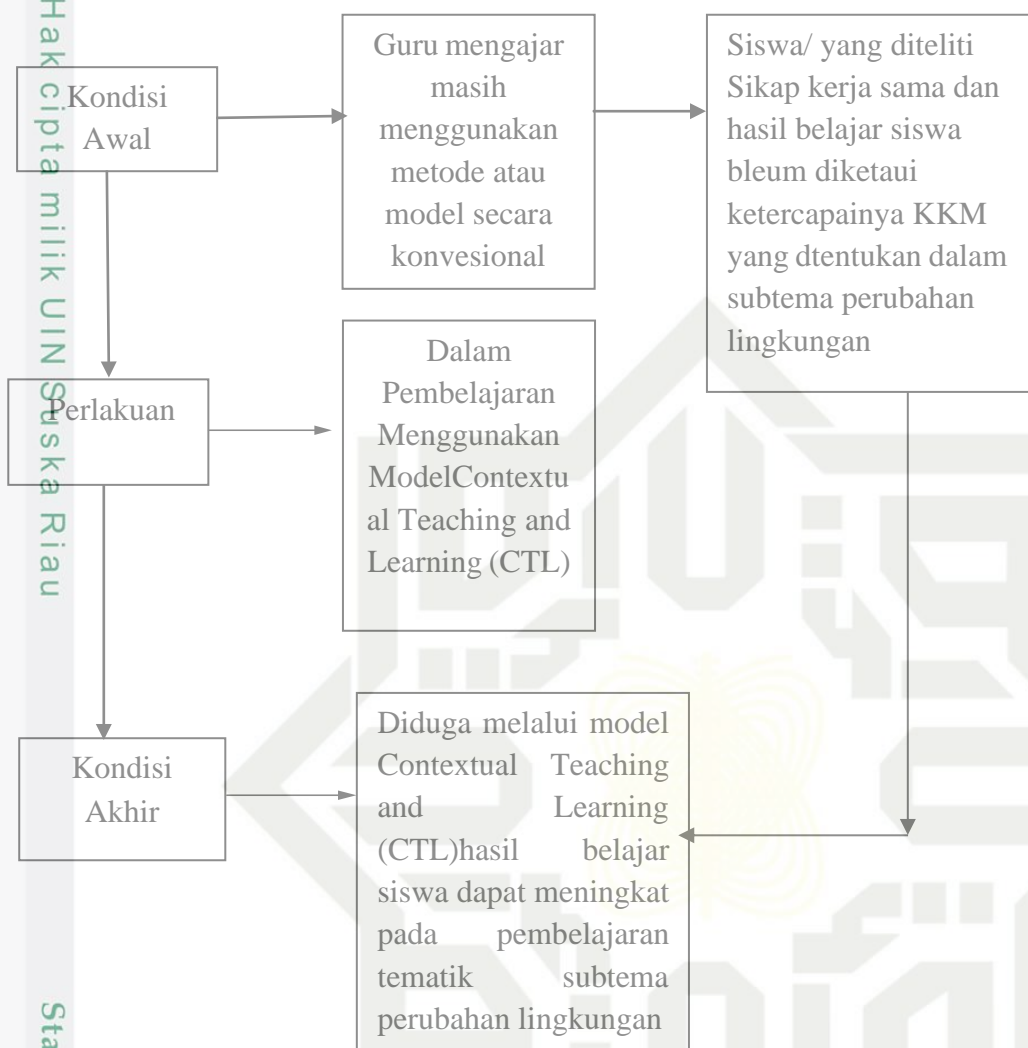 Hak cipta milik UIN Suska Riau
Kondisi
Awal
Guru mengajar
masih
menggunakan
metode atau
model secara
konvesional
Siswa/ yang diteliti
Sikap kerja sama dan
hasil belajar siswa
bleum diketaui
ketercapainya KKM
yang dtentukan dalam
subtema perubahan
lingkungan
Perlakuan
Dalam
Pembelajaran
Menggunakan
ModelContextu
al Teaching and
Learning (CTL)
Kondisi
Akhir
Diduga melalui model
Contextual Teaching
and Learning
(CTL)hasil belajar
siswa dapat meningkat
pada pembelajaran
tematik subtema
perubahan lingkungan